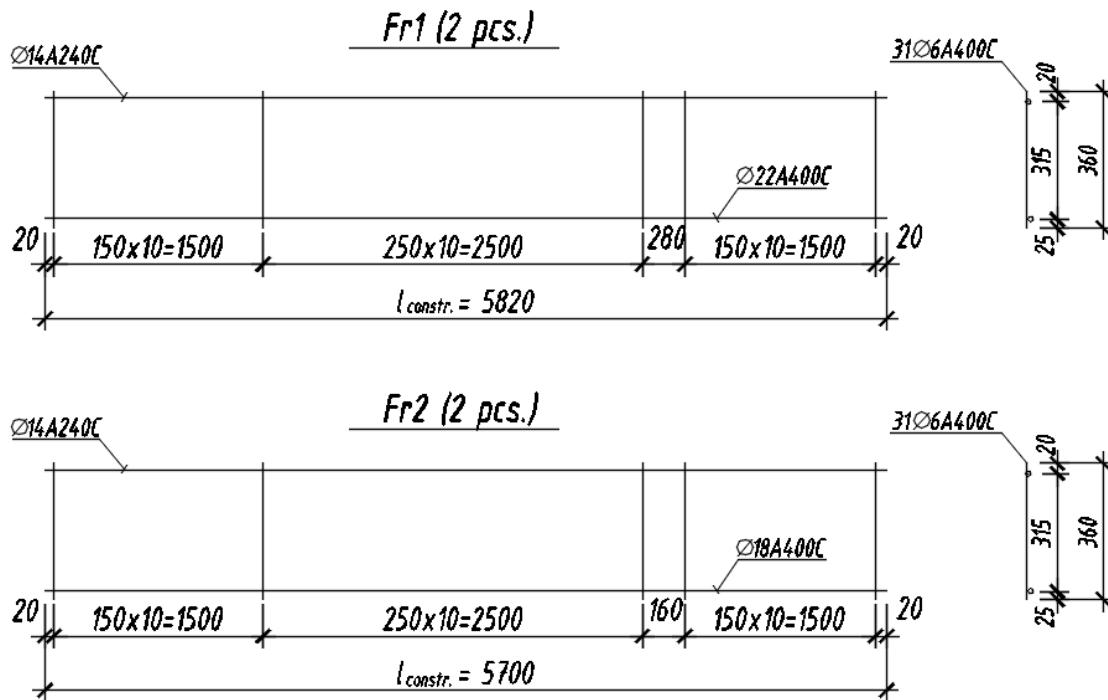 Fr1 (2 pcs.)
∅14A240C
31∅6A400C
20
315
360
25
∅22A400C
20
150x10=1500
250x10=2500
280
150x10=1500
20
l constr. = 5820
Fr2 (2 pcs.)
∅14A240C
31∅6A400C
20
315
360
25
∅18A400C
20
150x10=1500
250x10=2500
160
150x10=1500
20
l constr. = 5700